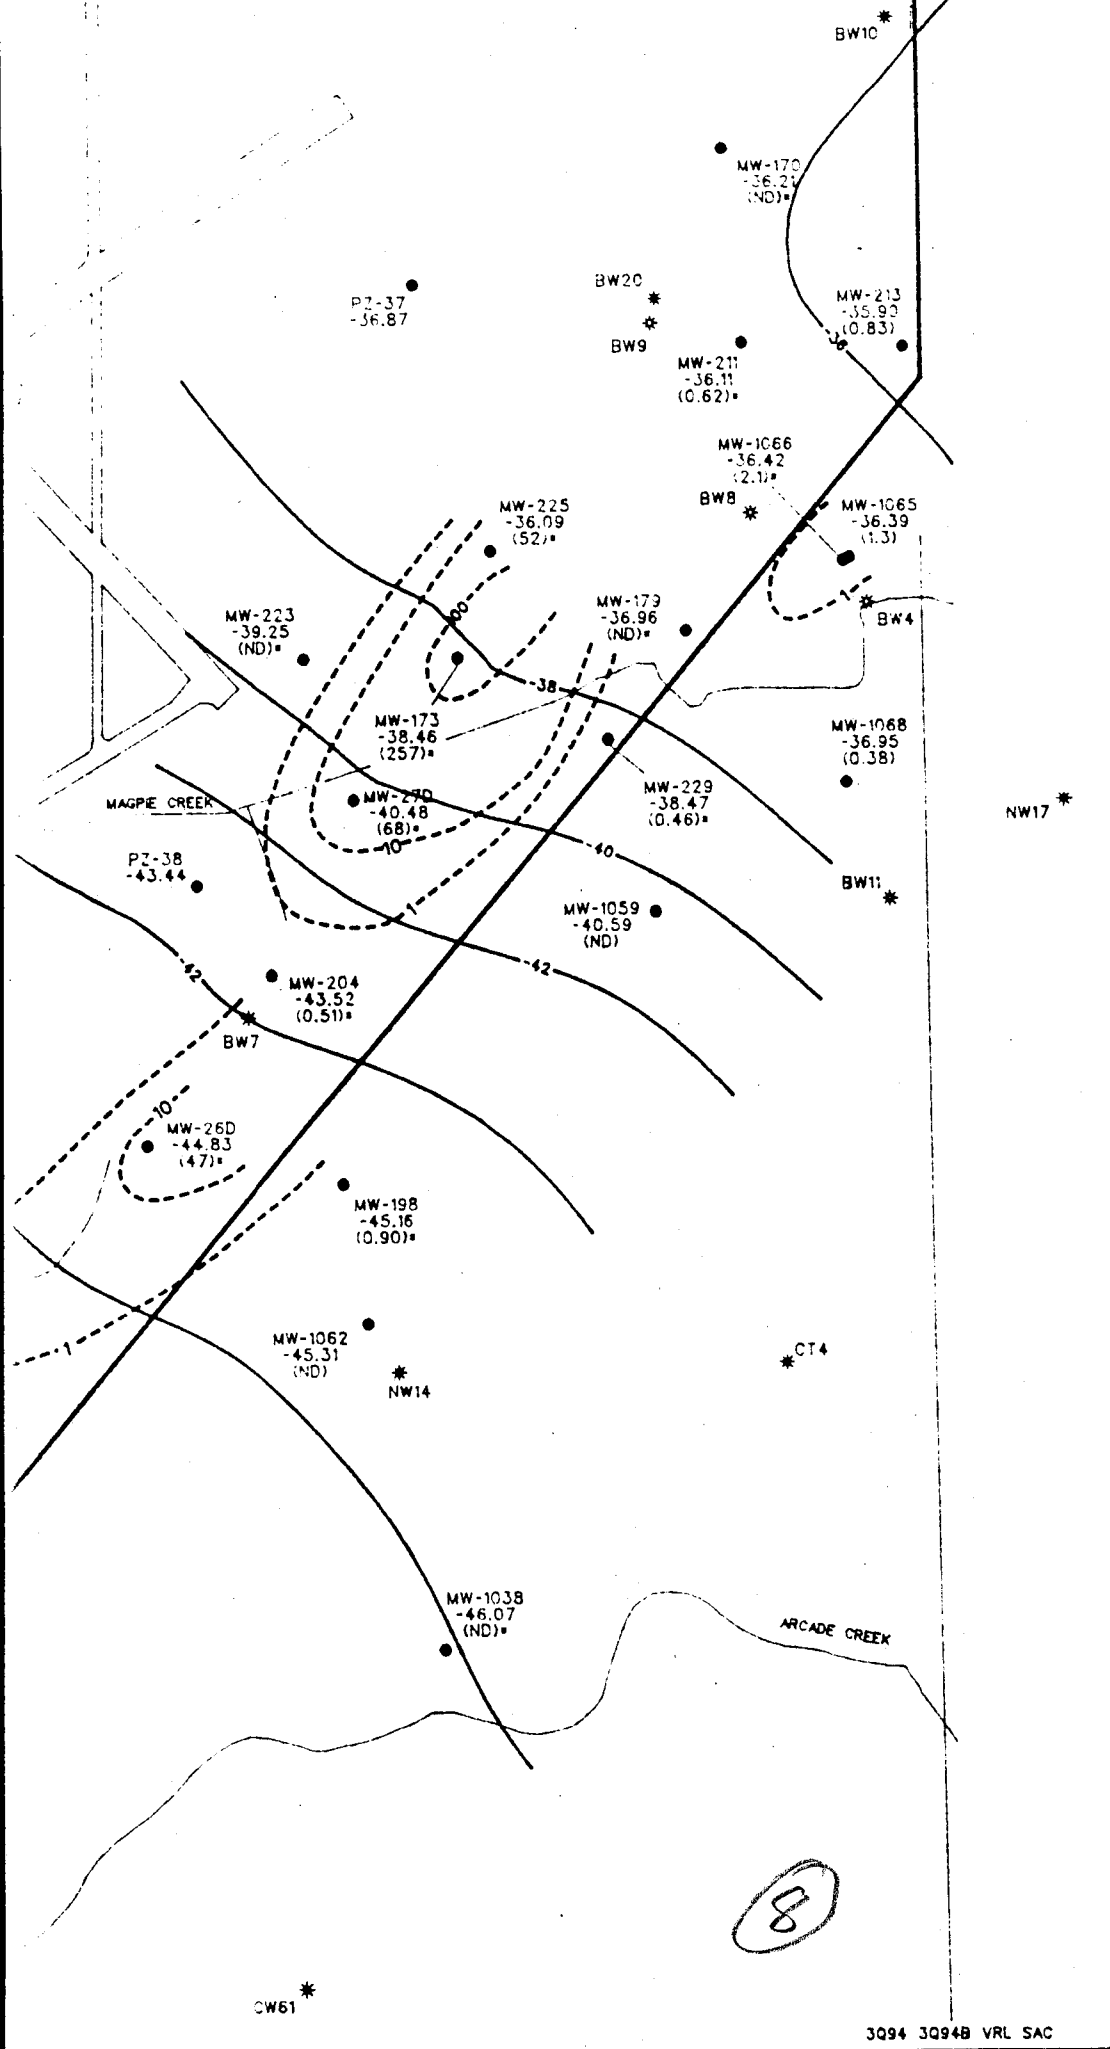 BW10
MW-170
-36.21
(ND)*
BW20
PZ-37
-36.87
MW-213
-35.90
(0.83)
BW9
-36
MW-211
-36.11
(0.62)*
MW-1066
-36.42
(2.1)*
BW8
MW-1065
-36.39
(1.3)
MW-225
-36.09
(52)*
MW-223
-39.25
(ND)*
MW-179
-36.96
(ND)*
1
BW4
-38
MW-173
-38.46
(257)*
MW-1068
-36.95
(0.38)
MW-229
-38.47
(0.46)*
MAGPIE CREEK
MW-27D
-40.48
(68)*
NW17
10
-40
PZ-38
-43.44
BW11
1
MW-1059
-40.59
(ND)
-42
-42
MW-204
-43.52
(0.51)*
BW7
10
MW-26D
-44.83
(47)*
MW-198
-45.16
(0.90)*
1
MW-1062
-45.31
(ND)
CT4
NW14
MW-1038
-46.07
(ND)*
ARCADE CREEK
8
CW61
3Q94 3Q94B VRL SAC